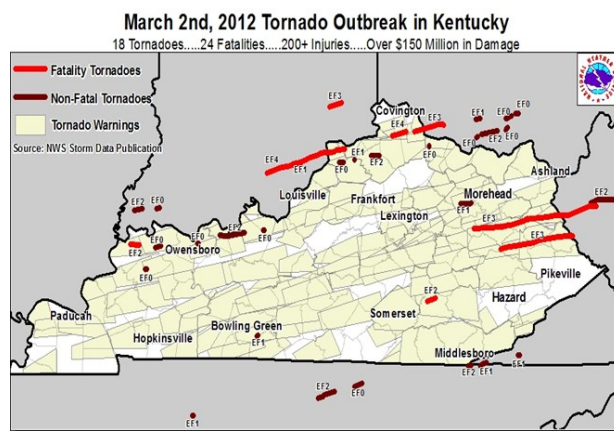 March 2nd, 2012 Tornado Outbreak in Kentucky
18 Tornadoes.....24 Fatalities.....200+ Injuries....Over $150 Million in Damage
Fatality Tornadoes
Non-Fatal Tornadoes
Tornado Warnings
Source: NWS Storm Data Publication
EF3
Covington
EF4
EF3
EF1
EF0
EF2
EF0
EF0
EF4
EF1
EF1
EF0
EF2
Louisville
Frankfort
Lexington
Morehead
EF1
Ashland
EF2
EF3
EF3
EF2
EF0
EF2
EF0
Owensboro
EF0
EF0
EF0
Pikeville
Hazard
EF2
Somerset
Paducah
Hopkinsville
Bowling Green
EF1
Middlesboro
EF2
EF1
EF3
EF2
EF0
EF1